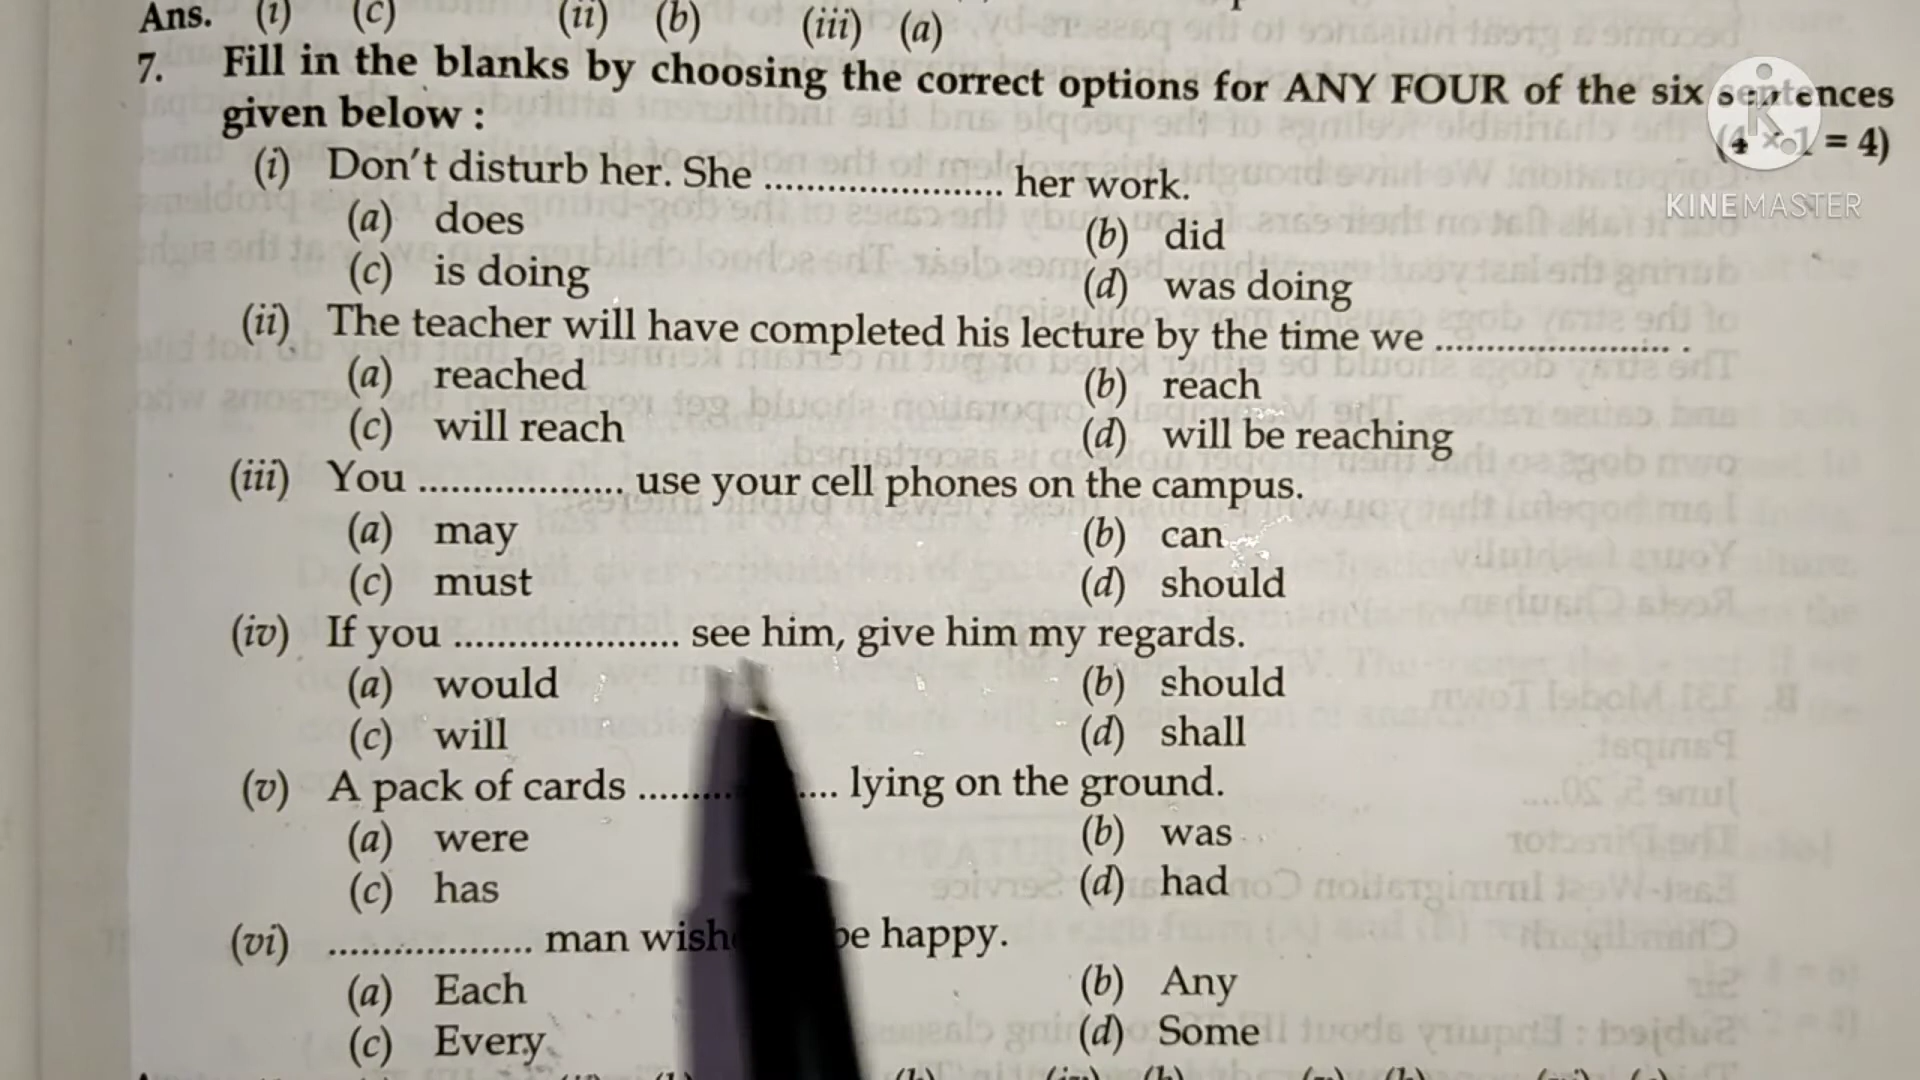 Ans. (i) (c) (ii) (b) (iii) (a)
7. Fill in the blanks by choosing the correct options for ANY FOUR of the six sentences
given below : (4 × 1 = 4)
KINEMASTER
(i) Don't disturb her. She ...................... her work.
(a) does (b) did
(c) is doing (d) was doing
(ii) The teacher will have completed his lecture by the time we ...................... .
(a) reached (b) reach
(c) will reach (d) will be reaching
(iii) You ................... use your cell phones on the campus.
(a) may (b) can
(c) must (d) should
(iv) If you ..................... see him, give him my regards.
(a) would (b) should
(c) will (d) shall
(v) A pack of cards ............ lying on the ground.
(a) were (b) was
(c) has (d) had
(vi) ................... man be happy.
(a) Each (b) Any
(c) Every (d) Some